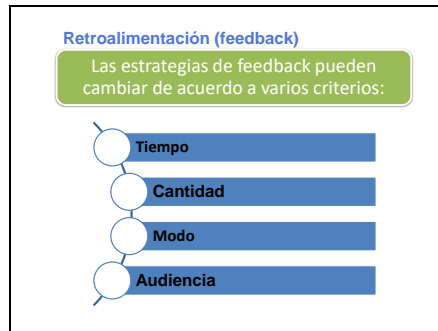 Retroalimentación (feedback)
Las estrategias de feedback pueden
cambiar de acuerdo a varios criterios:
Tiempo
Cantidad
Modo
Audiencia